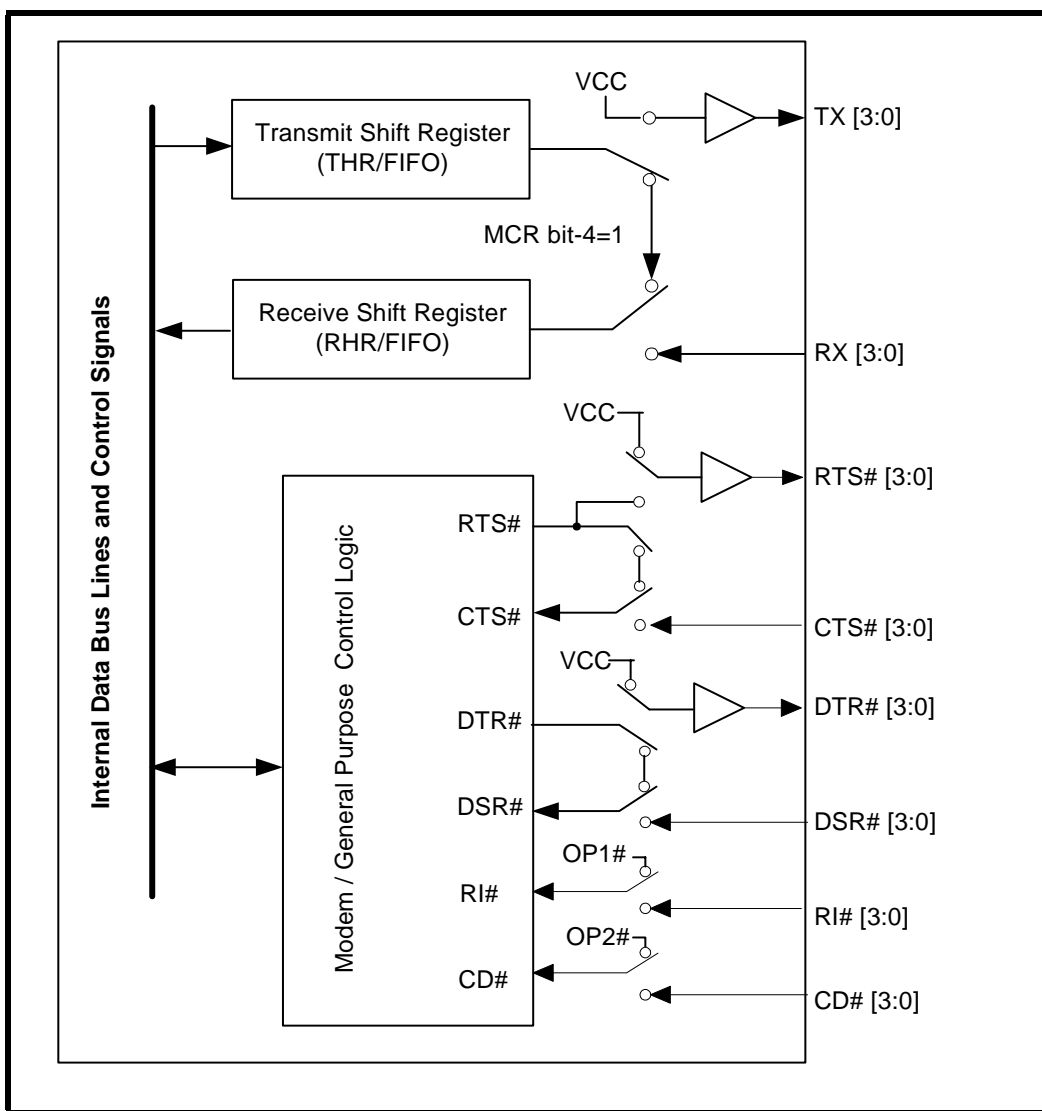 VCC
TX [3:0]
Transmit Shift Register
(THR/FIFO)
MCR bit-4=1
Receive Shift Register
(RHR/FIFO)
RX [3:0]
Internal Data Bus Lines and Control Signals
VCC
RTS# [3:0]
Modem / General Purpose Control Logic
RTS#
CTS#
CTS# [3:0]
VCC
DTR# [3:0]
DTR#
DSR#
DSR# [3:0]
OP1#
RI#
RI# [3:0]
OP2#
CD#
CD# [3:0]